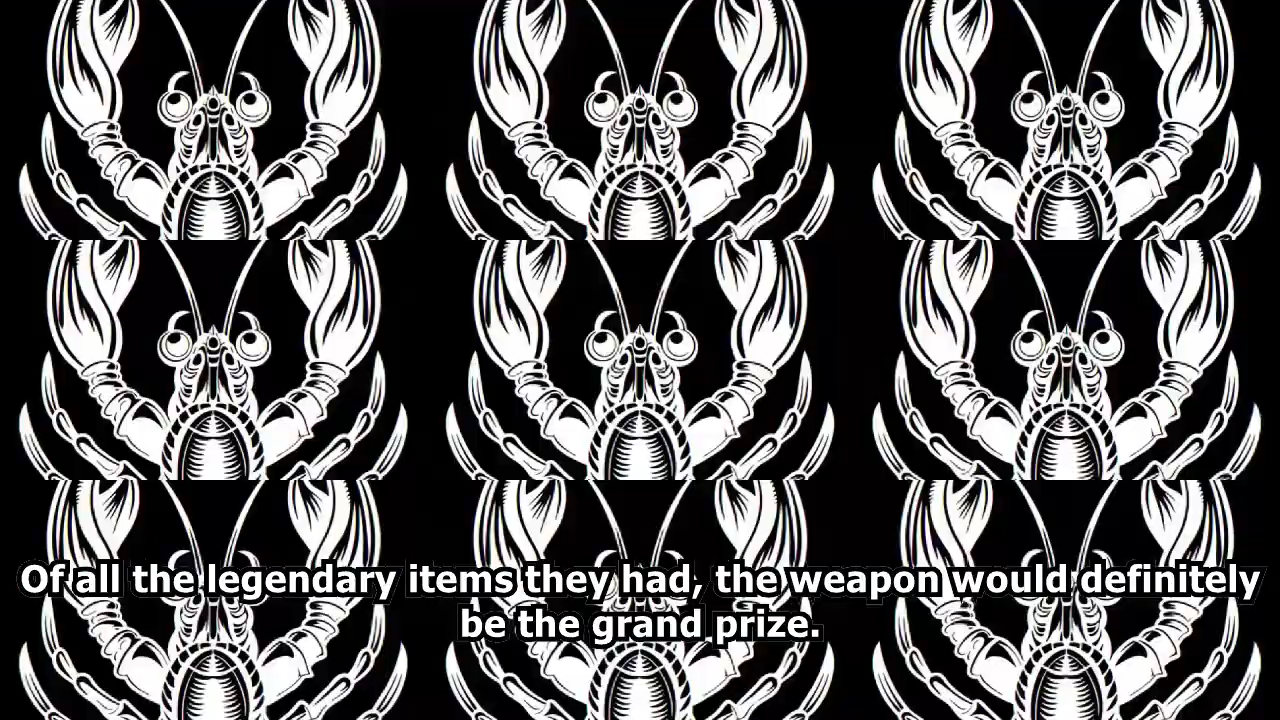 Of all the legendary items they had, the weapon would definitely
be the grand prize.